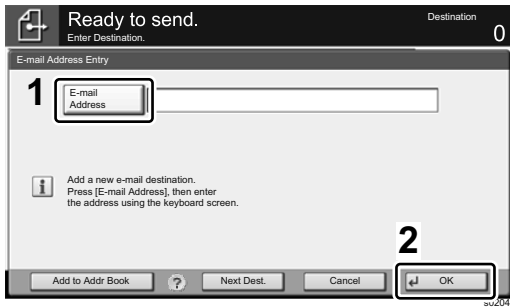 Ready to send.
Destination
Enter Destination.
0
E-mail Address Entry
1
E-mail
Address
Add a new e-mail destination.
Press [E-mail Address], then enter
the address using the keyboard screen.
2
Add to Addr Book
?
Next Dest.
Cancel
OK
s0204